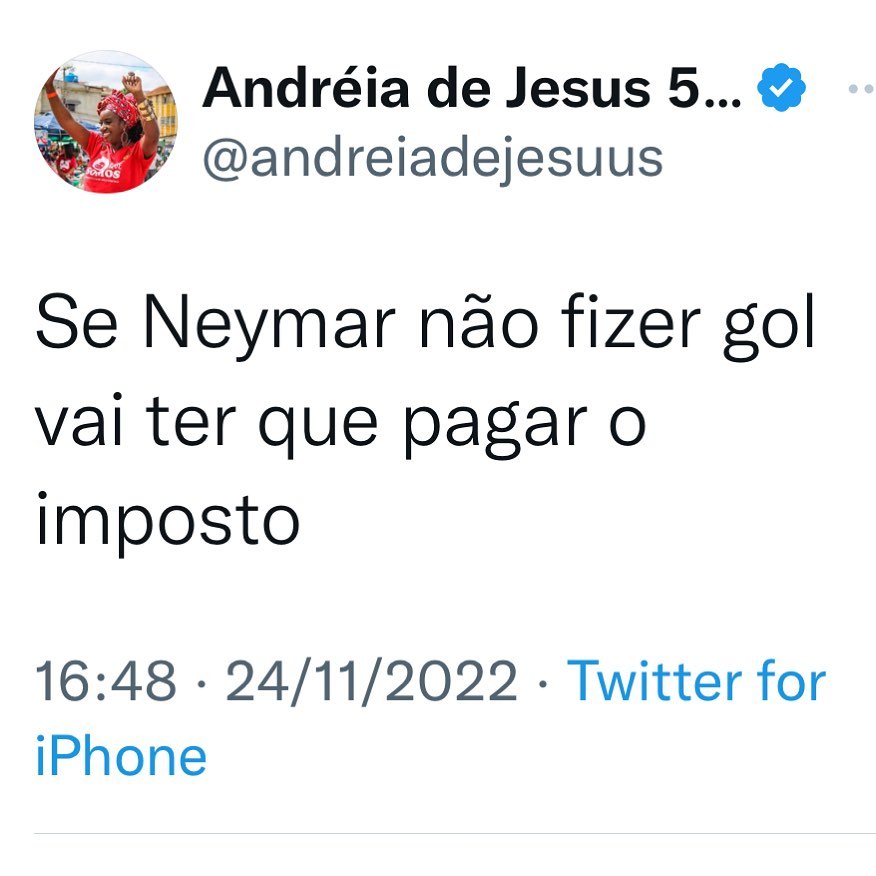 Andréia de Jesus 5...
@andreiadejesuus
Se Neymar não fizer gol
vai ter que pagar o
imposto
16:48 · 24/11/2022 · Twitter for
iPhone